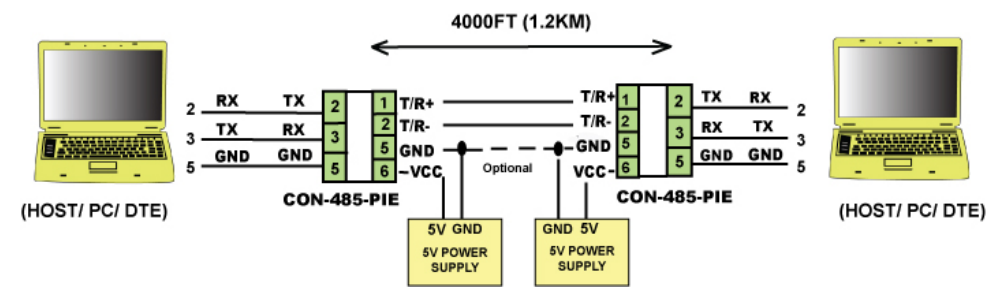 4000FT (1.2KM)
2 RX TX 2 1 T/R+ T/R+ 1 2 TX RX 2
3 TX RX 3 2 T/R- T/R- 2 3 RX TX 3
5 GND GND 5 5 GND GND 5 5 GND GND 5
Optional
6 -VCC VCC- 6
CON-485-PIE CON-485-PIE
(HOST/ PC/ DTE) (HOST/ PC/ DTE)
5V GND GND 5V
5V POWER 5V POWER
SUPPLY SUPPLY